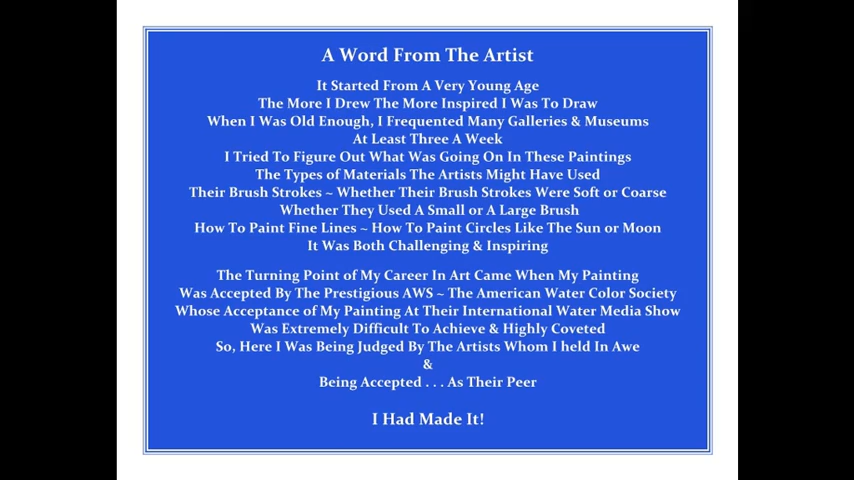 A Word From The Artist
It Started From A Very Young Age
The More I Drew The More Inspired I Was To Draw
When I Was Old Enough, I Frequented Many Galleries & Museums
At Least Three A Week
I Tried To Figure Out What Was Going On In These Paintings
The Types of Materials The Artists Might Have Used
Their Brush Strokes ~ Whether Their Brush Strokes Were Soft or Coarse
Whether They Used A Small or A Large Brush
How To Paint Fine Lines ~ How To Paint Circles Like The Sun or Moon
It Was Both Challenging & Inspiring
The Turning Point of My Career In Art Came When My Painting
Was Accepted By The Prestigious AWS ~ The American Water Color Society
Whose Acceptance of My Painting At Their International Water Media Show
Was Extremely Difficult To Achieve & Highly Coveted
So, Here I Was Being Judged By The Artists Whom I held In Awe
&
Being Accepted . . . As Their Peer
I Had Made It!